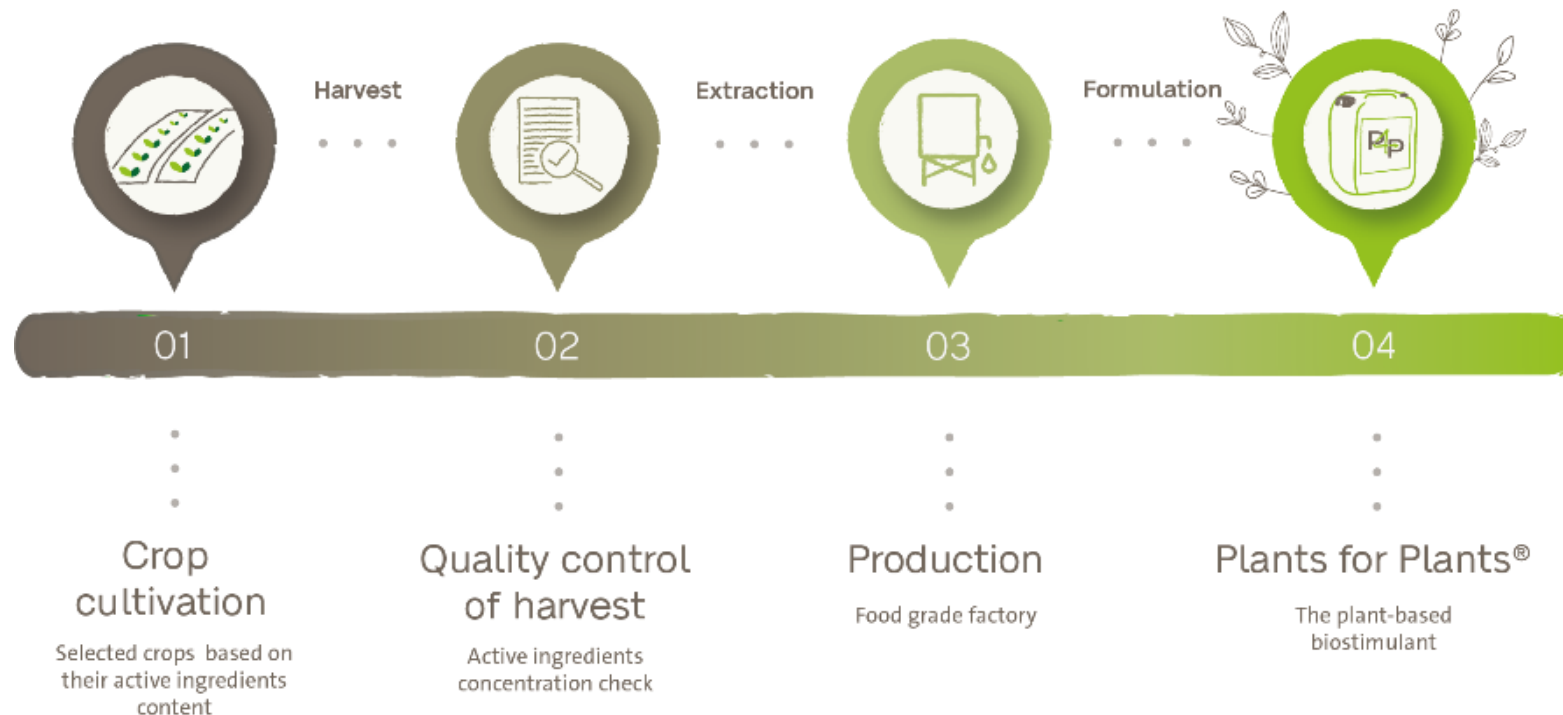 Harvest
Extraction
Formulation
P4P
01
02
03
04
Crop
cultivation
Selected crops based on
their active ingredients
content
Quality control
of harvest
Active ingredients
concentration check
Production
Food grade factory
Plants for Plants®
The plant-based
biostimulant